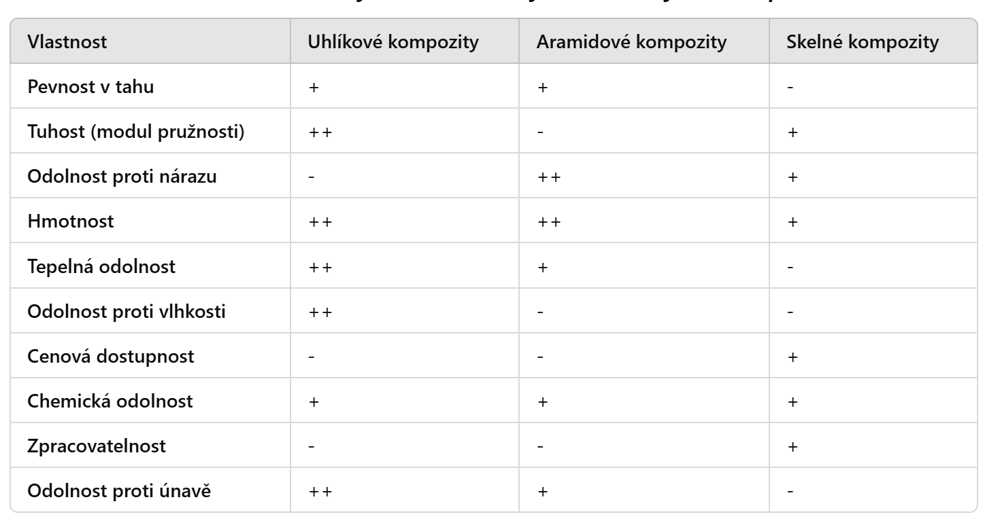 Vlastnost Uhlíkové kompozity Aramidové kompozity Skelné kompozity
Pevnost v tahu + + -
Tuhost (modul pružnosti) ++ - +
Odolnost proti nárazu - ++ +
Hmotnost ++ ++ +
Tepelná odolnost ++ + -
Odolnost proti vlhkosti ++ - -
Cenová dostupnost - - +
Chemická odolnost + + +
Zpracovatelnost - - +
Odolnost proti únavě ++ + -